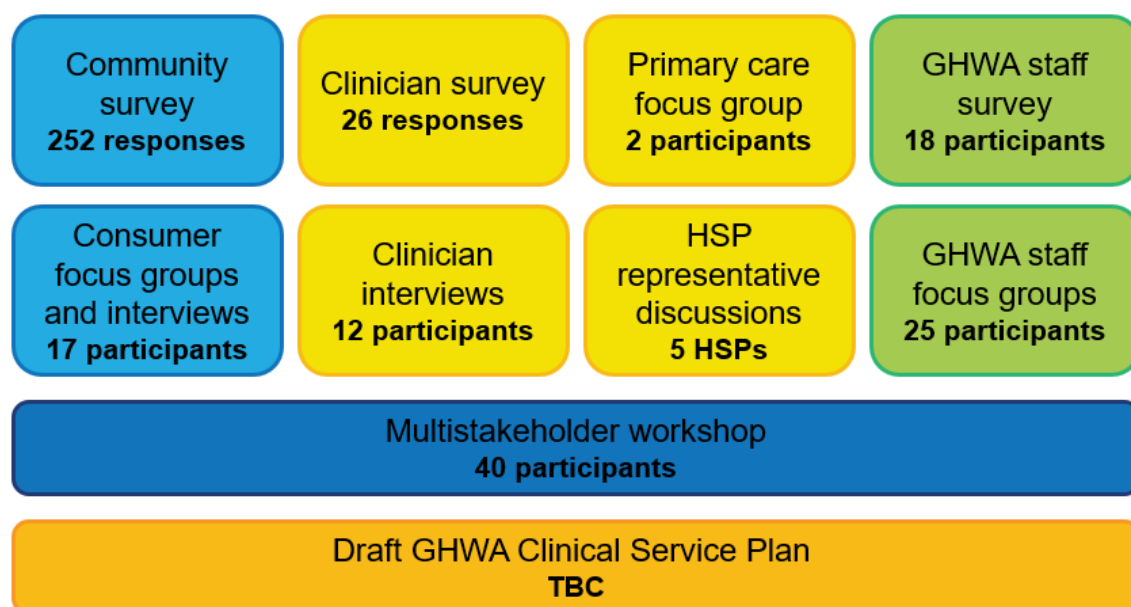 Community
survey
252 responses
Clinician survey
26 responses
Primary care
focus group
2 participants
GHWA staff
survey
18 participants
Consumer
focus groups
and interviews
17 participants
Clinician
interviews
12 participants
HSP
representative
discussions
5 HSPs
GHWA staff
focus groups
25 participants
Multistakeholder workshop
40 participants
Draft GHWA Clinical Service Plan
TBC